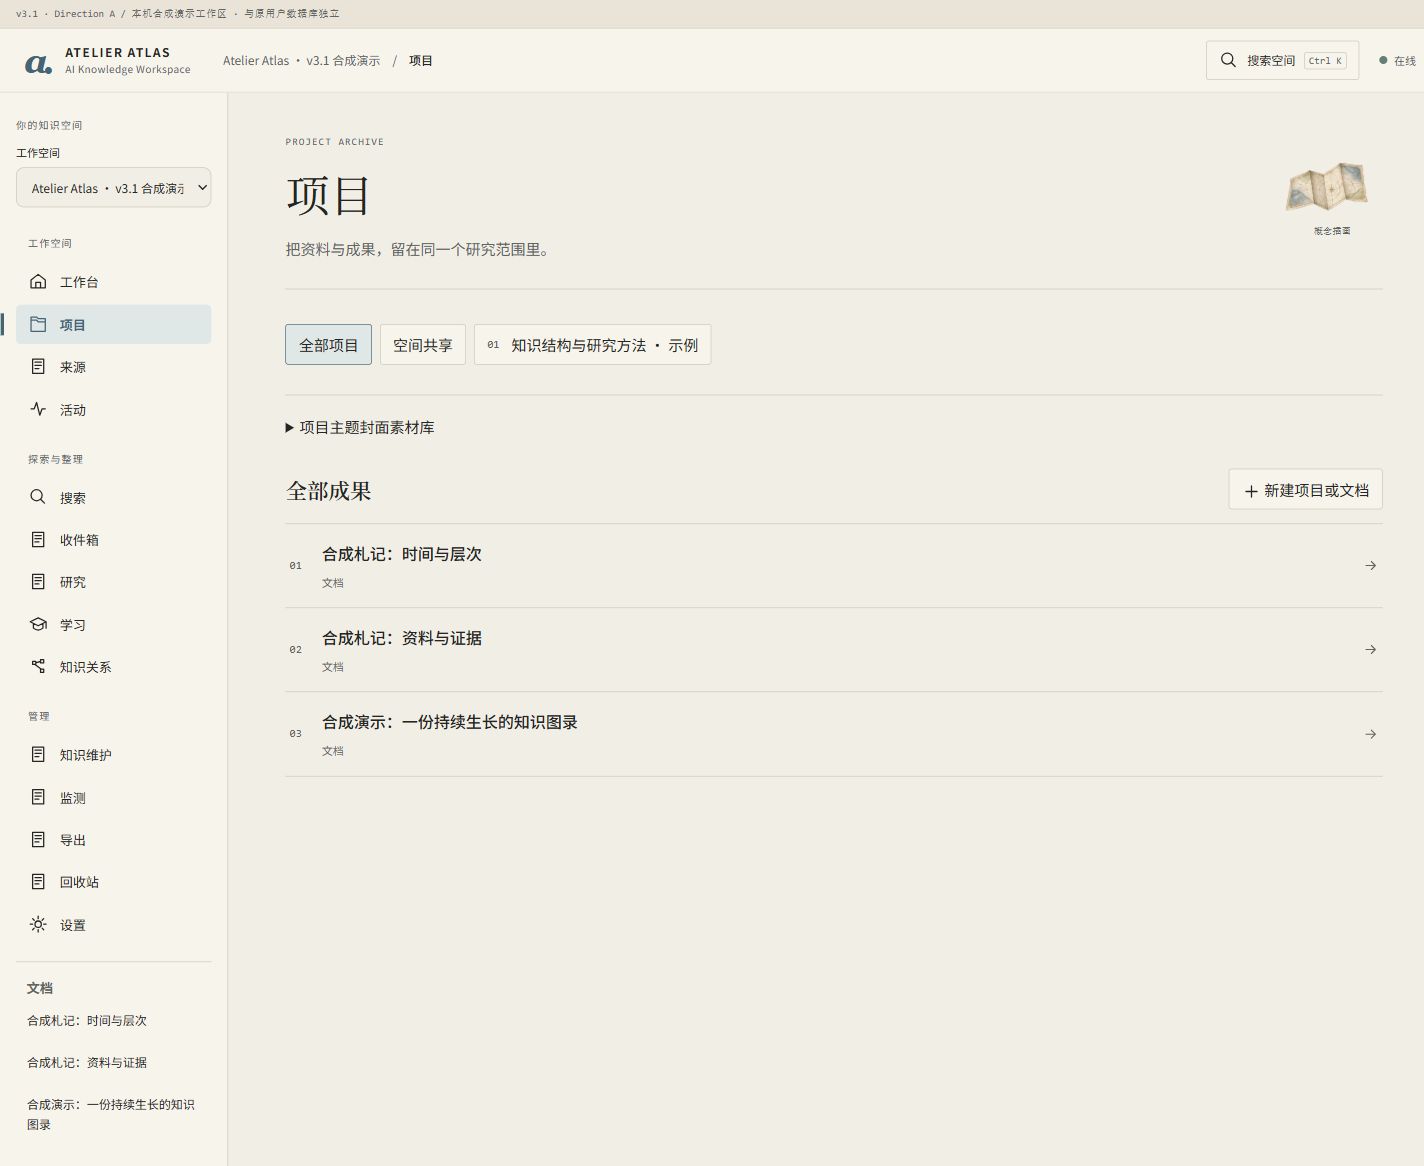 v3.1 · Direction A / 本机合成演示工作区 · 与原用户数据库独立
a.
ATELIER ATLAS
AI Knowledge Workspace
Atelier Atlas · v3.1 合成演示 / 项目
搜索空间 Ctrl K
在线
你的知识空间
工作空间
Atelier Atlas · v3.1 合成演示
工作空间
工作台
项目
来源
活动
探索与整理
搜索
收件箱
研究
学习
知识关系
管理
知识维护
监测
导出
回收站
设置
文档
合成札记：时间与层次
合成札记：资料与证据
合成演示：一份持续生长的知识
图录
PROJECT ARCHIVE
项目
把资料与成果，留在同一个研究范围里。
概念插画
全部项目
空间共享
01 知识结构与研究方法 · 示例
▶ 项目主题封面素材库
全部成果
+ 新建项目或文档
01 合成札记：时间与层次 →
文档
02 合成札记：资料与证据 →
文档
03 合成演示：一份持续生长的知识图录 →
文档